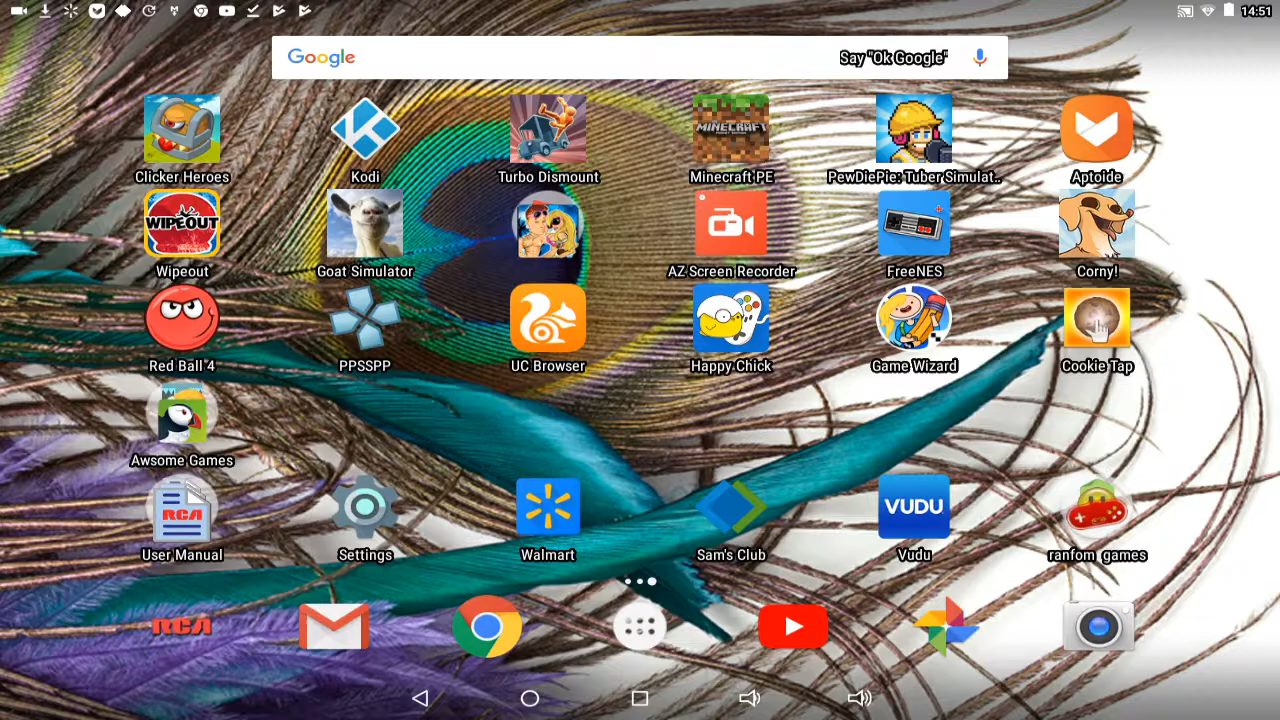 14:51
Google
Say "Ok Google"
MINECRAFT
Clicker Heroes
Kodi
Turbo Dismount
Minecraft PE
PewDiePie: Tuber Simulat..
Aptoide
WIPEOUT
Wipeout
Goat Simulator
AZ Screen Recorder
FreeNES
Corny!
Red Ball 4
PPSSPP
UC Browser
Happy Chick
Game Wizard
Cookie Tap
Awsome Games
RCA
VUDU
User Manual
Settings
Walmart
Sam's Club
Vudu
ranfom games
RCA